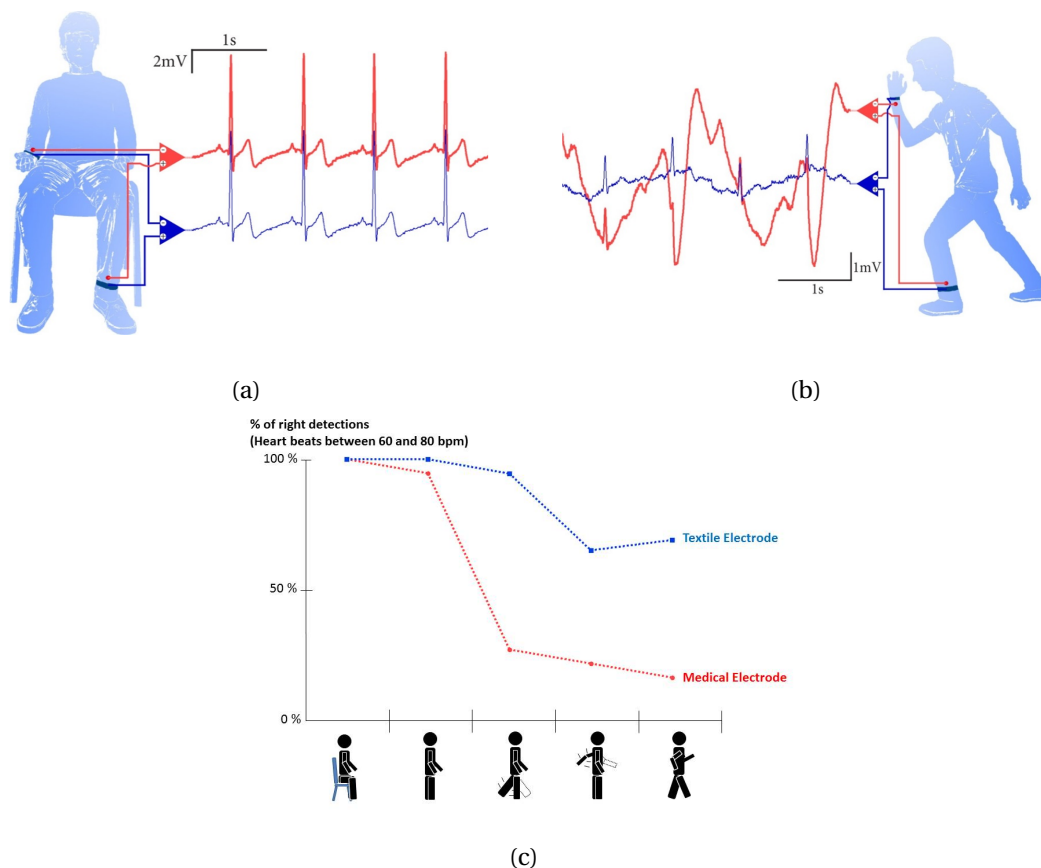 1s
2mV
1mV
1s
(a)
(b)
% of right detections
(Heart beats between 60 and 80 bpm)
100 %
Textile Electrode
50 %
Medical Electrode
0 %
(c)